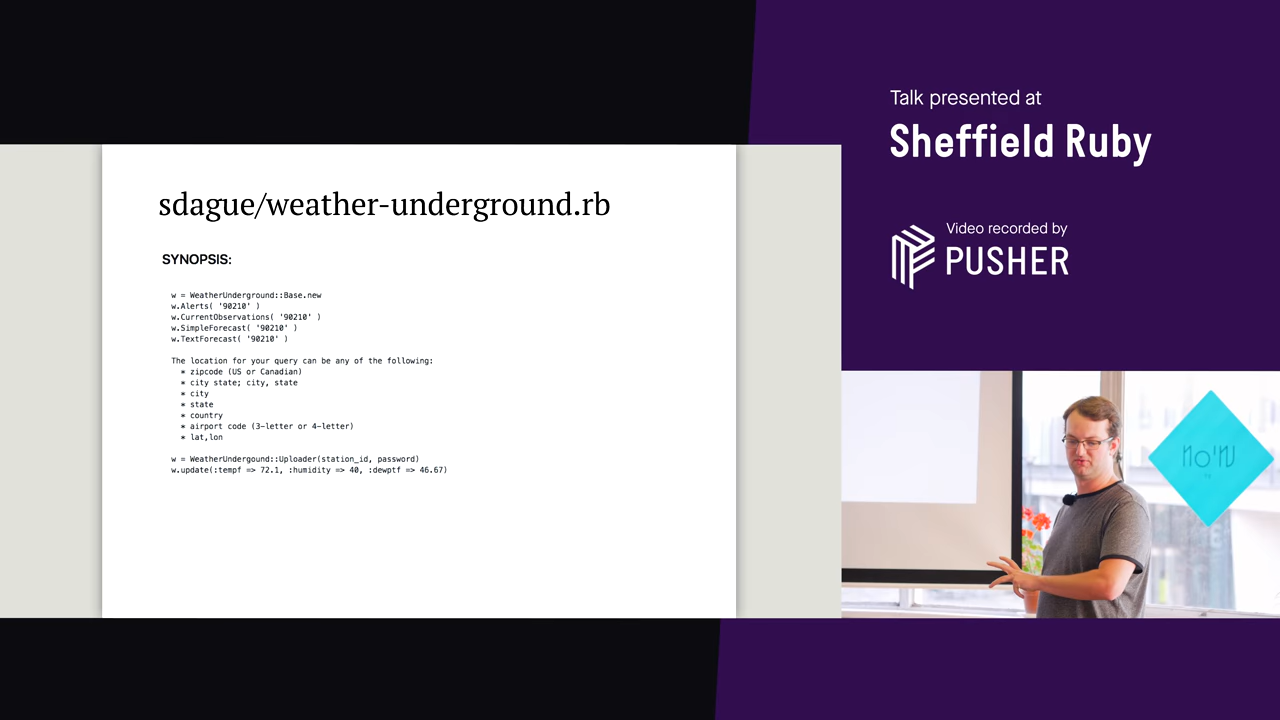 sdague/weather-underground.rb
SYNOPSIS:
w = WeatherUnderground::Base.new
w.Alerts( '90210' )
w.CurrentObservations( '90210' )
w.SimpleForecast( '90210' )
w.TextForecast( '90210' )
The location for your query can be any of the following:
* zipcode (US or Canadian)
* city state; city, state
* city
* state
* country
* airport code (3-letter or 4-letter)
* lat,lon
w = WeatherUndergound::Uploader(station_id, password)
w.update(:tempf => 72.1, :humidity => 40, :dewptf => 46.67)
Talk presented at
Sheffield Ruby
Video recorded by
PUSHER